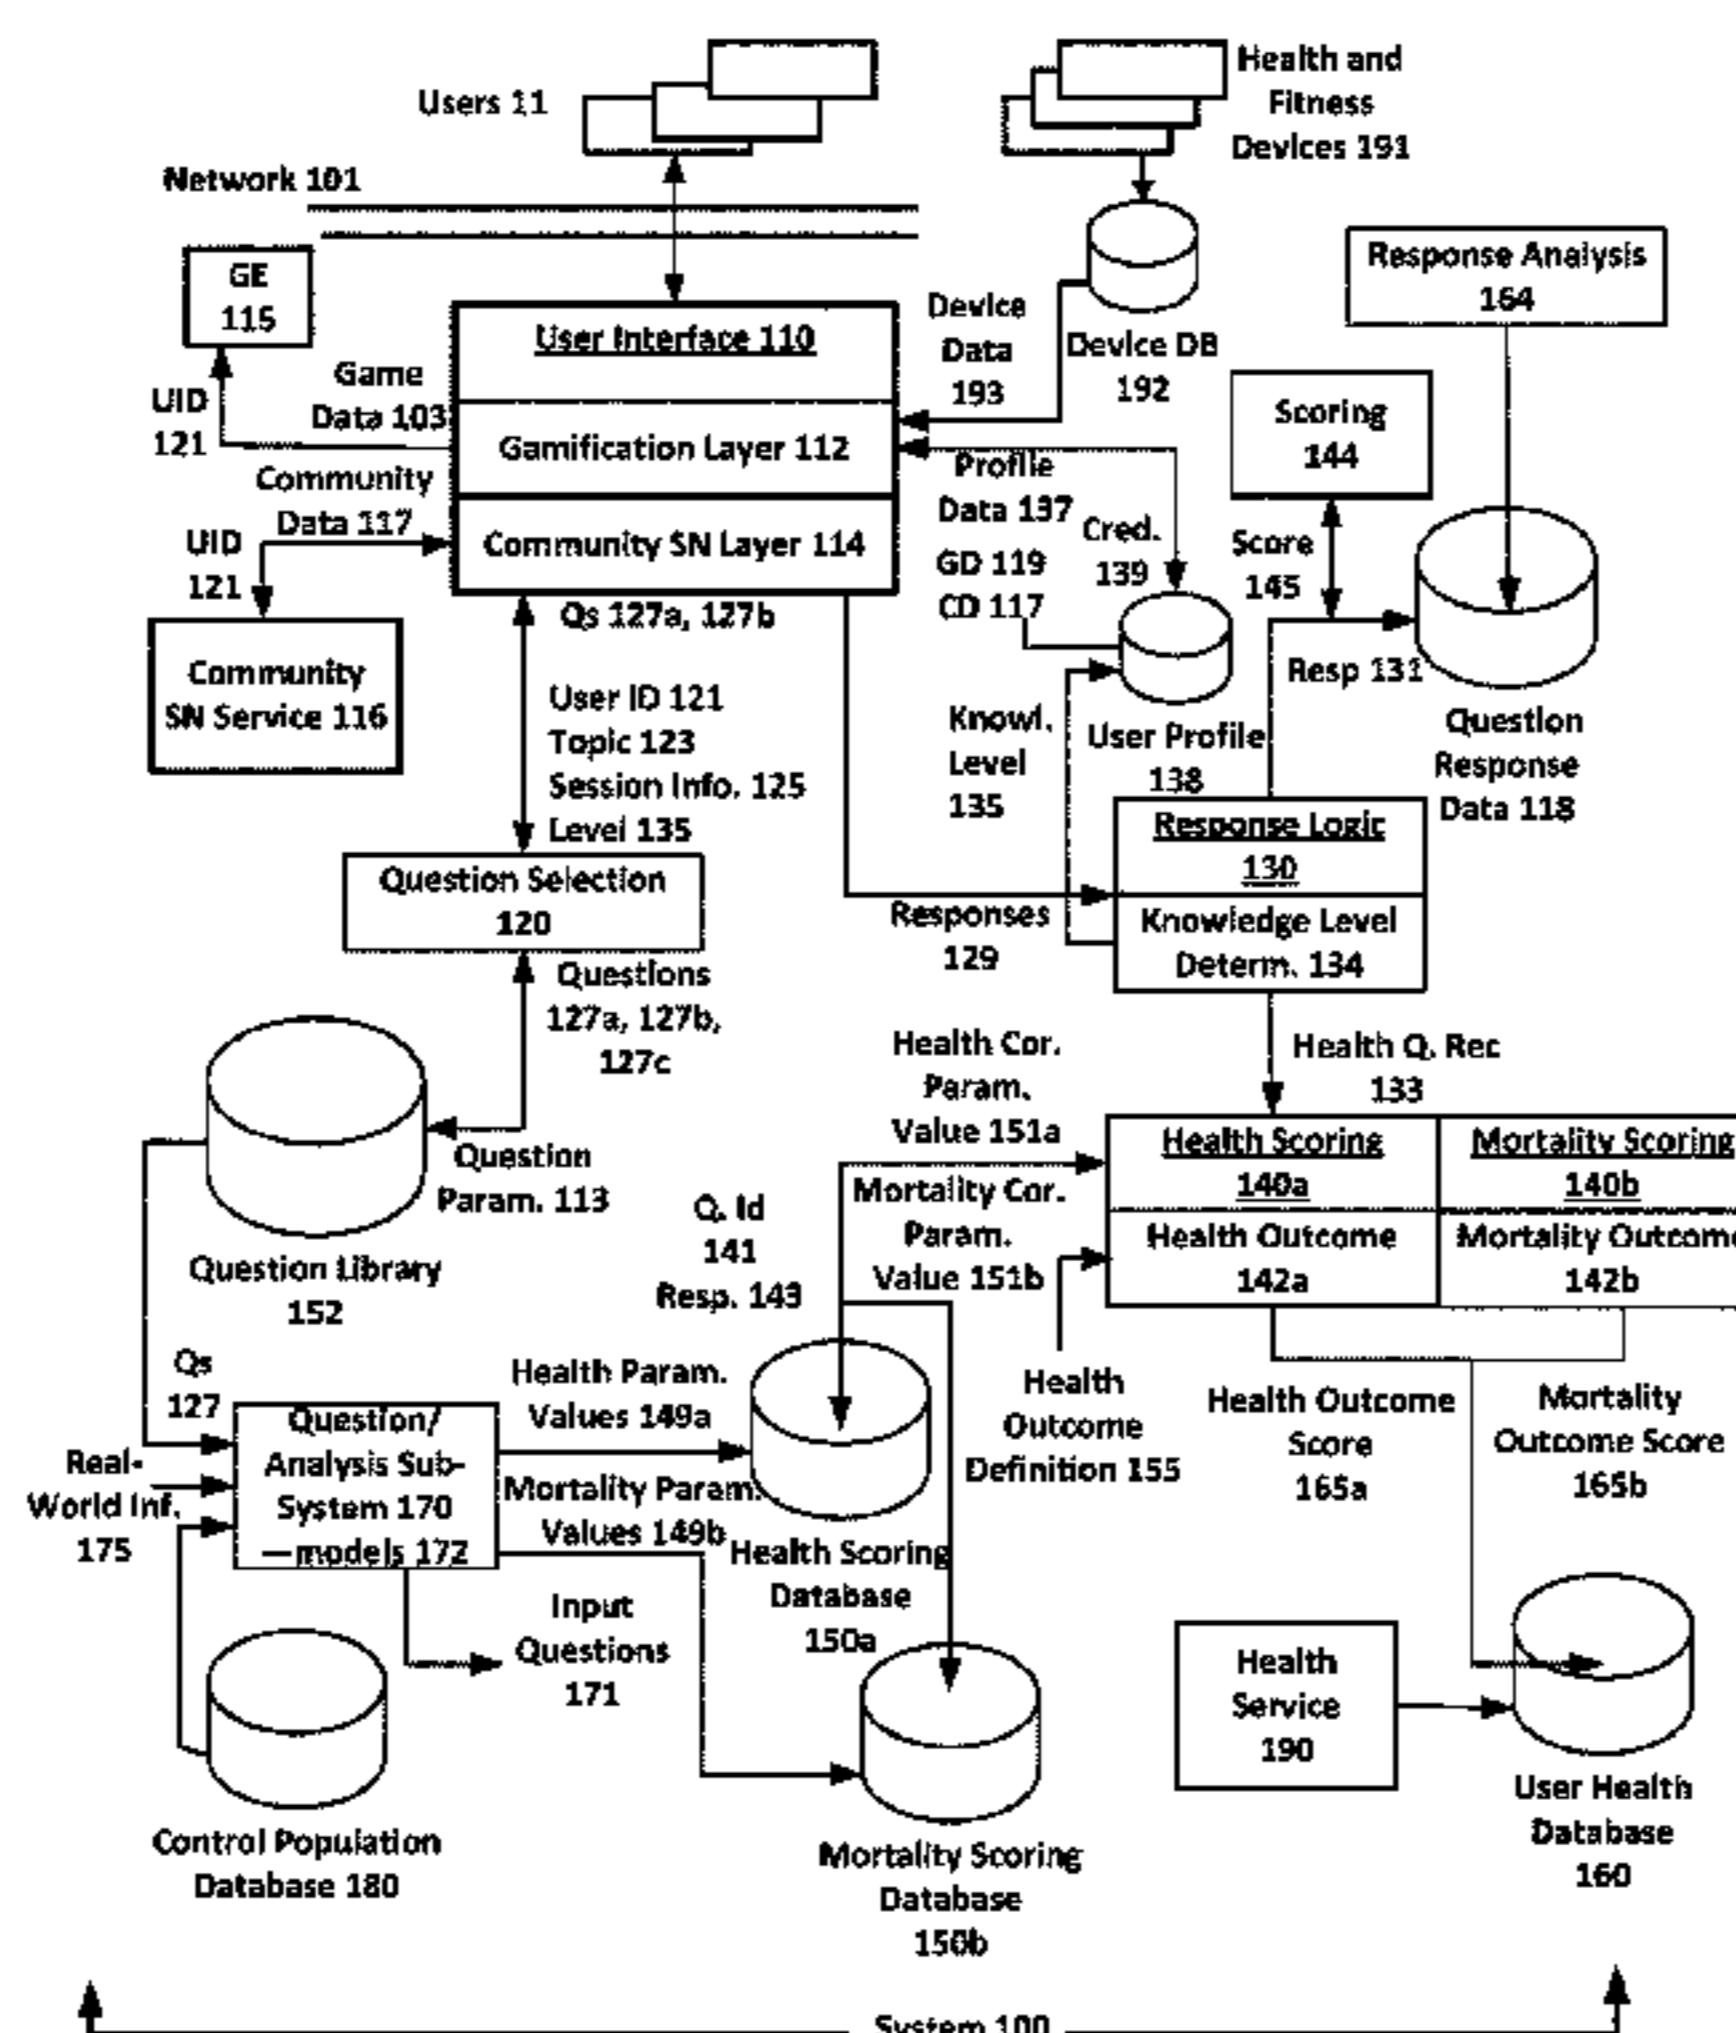 Users 11
Health and
Fitness
Devices 191
Network 101
GE
115
Response Analysis
164
User Interface 110
Device
Data
193
Device DB
192
Game
Data 103
UID
121
Scoring
144
Gamification Layer 112
Profile
Data 137
Community
Data 117
Cred.
139
Score
145
UID
121
Community SN Layer 114
GD 119
CD 117
Qs 127a, 127b
Resp 131
Community
SN Service 116
User ID 121
Topic 123
Session Info. 125
Level 135
Knowl.
Level
135
User Profile
138
Question
Response
Data 118
Response Logic
130
Question Selection
120
Responses
129
Knowledge Level
Determ. 134
Questions
127a, 127b,
127c
Health Cor.
Param.
Value 151a
Health Q. Rec
133
Question
Param. 113
Health Scoring
140a
Mortality Scoring
140b
Mortality Cor.
Param.
Value 151b
Q. Id
141
Resp. 143
Health Outcome
142a
Mortality Outcome
142b
Question Library
152
Qs
127
Health Param.
Values 149a
Health
Outcome
Definition 155
Health Outcome
Score
165a
Mortality
Outcome Score
165b
Real-
World Inf.
175
Question/
Analysis Sub-
System 170
—models 172
Mortality Param.
Values 149b
Health Scoring
Database
150a
Input
Questions
171
Health
Service
190
User Health
Database
160
Control Population
Database 180
Mortality Scoring
Database
150b
System 100